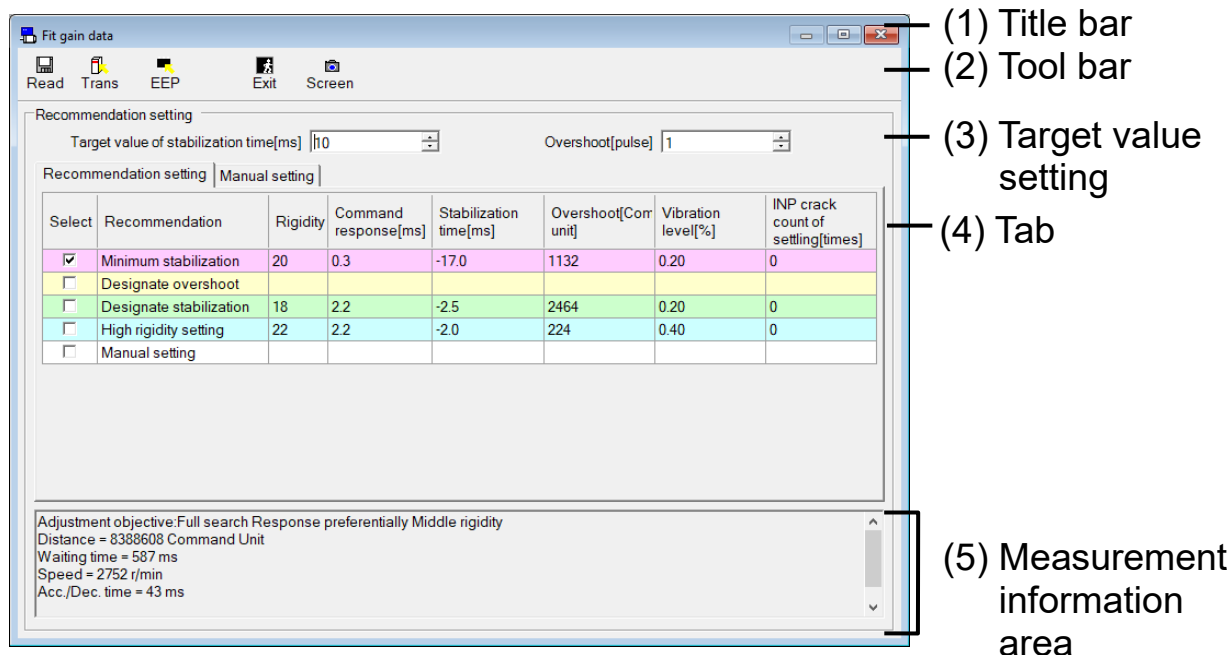 Fit gain data
(1) Title bar
Read Trans EEP Exit Screen
(2) Tool bar
Recommendation setting
Target value of stabilization time[ms] 10 Overshoot[pulse] 1
(3) Target value
setting
Recommendation setting Manual setting
Select Recommendation Rigidity Command
response[ms] Stabilization
time[ms] Overshoot[Com
unit] Vibration
level[%] INP crack
count of
settling[times]
(4) Tab
Minimum stabilization 20 0.3 -17.0 1132 0.20 0
Designate overshoot
Designate stabilization 18 2.2 -2.5 2464 0.20 0
High rigidity setting 22 2.2 -2.0 224 0.40 0
Manual setting
Adjustment objective:Full search Response preferentially Middle rigidity
Distance = 8388608 Command Unit
Waiting time = 587 ms
Speed = 2752 r/min
Acc./Dec. time = 43 ms
(5) Measurement
information
area